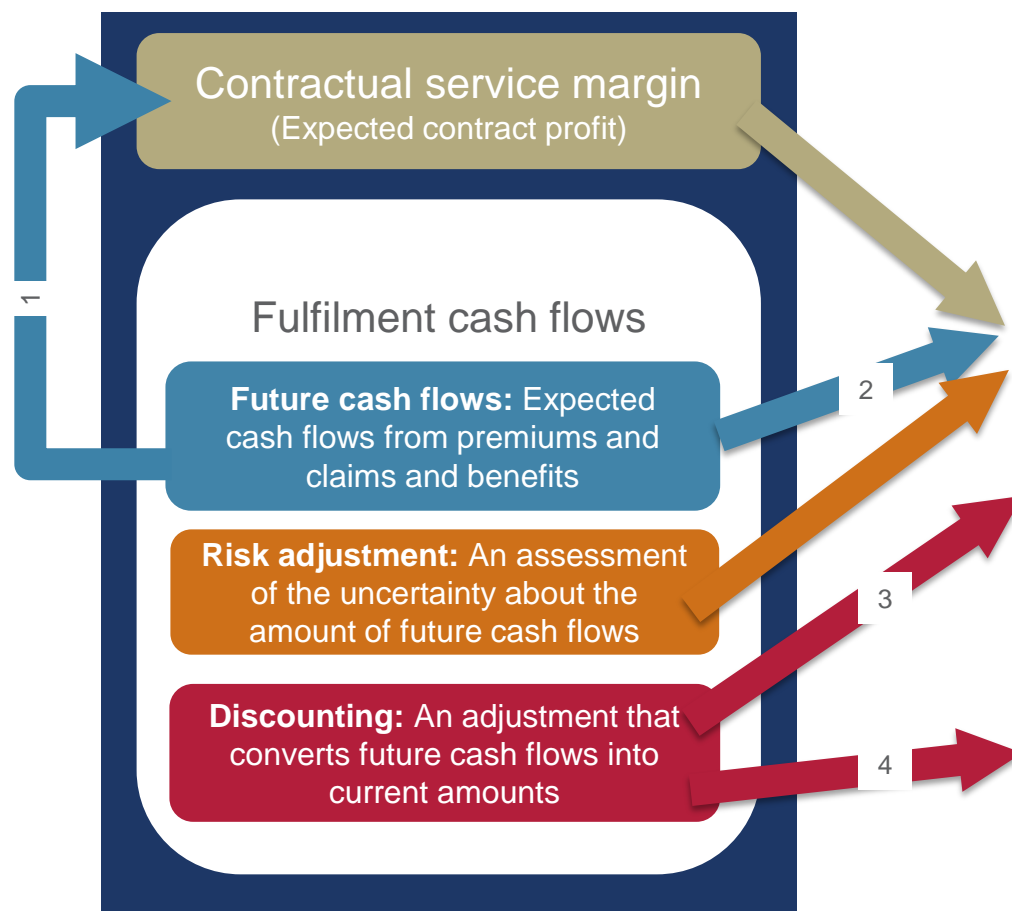 Contractual service margin
(Expected contract profit)
1
Fulfilment cash flows
Future cash flows: Expected
cash flows from premiums and
claims and benefits
2
Risk adjustment: An assessment
of the uncertainty about the
amount of future cash flows
3
Discounting: An adjustment that
converts future cash flows into
current amounts
4